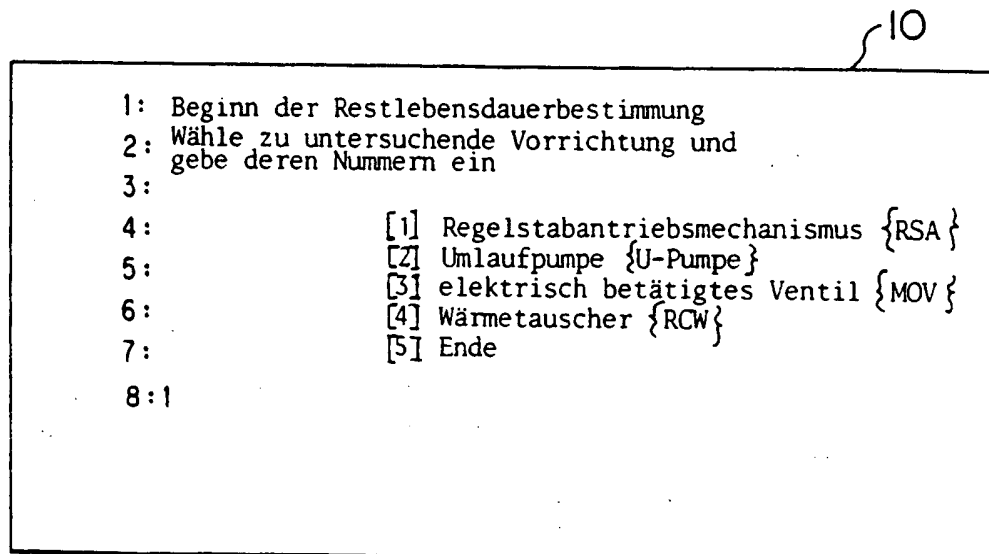 10
1: Beginn der Restlebensdauerbestimmung
2: Wähle zu untersuchende Vorrichtung und
gebe deren Nummern ein
3:
4: [1] Regelstabantriebsmechanismus {RSA}
[2] Umlaufpumpe {U-Pumpe}
5:
[3] elektrisch betätigtes Ventil {MOV}
6:
[4] Wärmetauscher {RCW}
7: [5] Ende
8:1